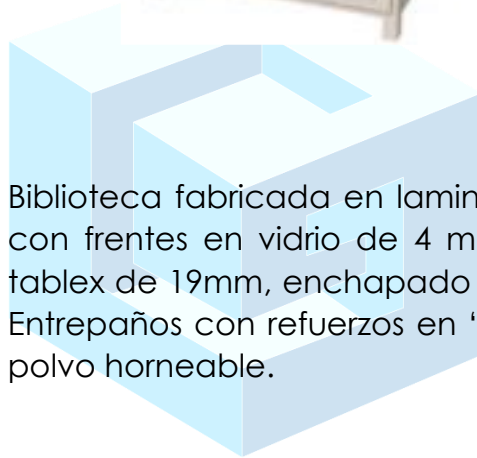 Biblioteca fabricada en lamin
con frentes en vidrio de 4 m
tablex de 19mm, enchapado
Entrepaños con refuerzos en “
polvo horneable.